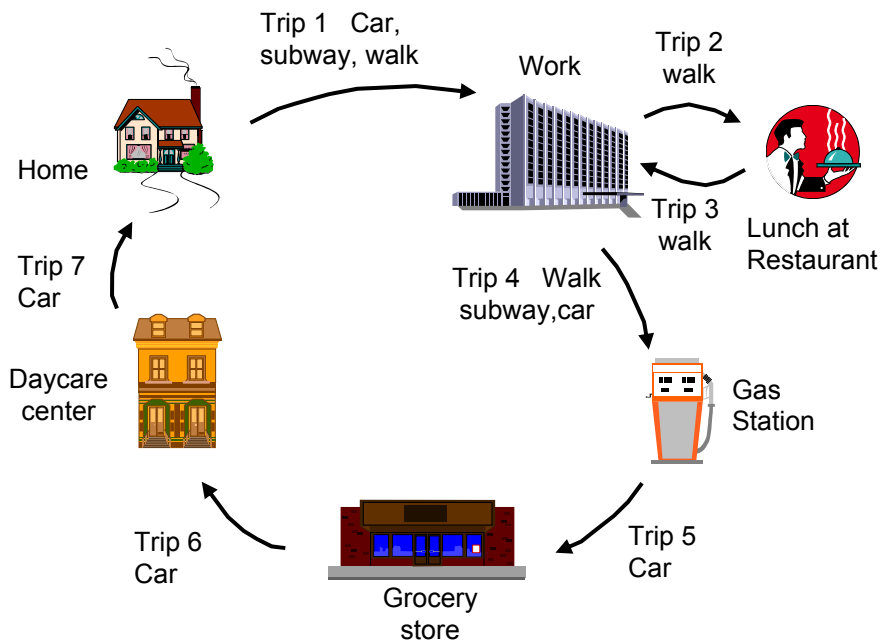 Trip 1 Car,
subway, walk
Work
Trip 2
walk
Home
Trip 3
walk
Lunch at
Restaurant
Trip 4 Walk
subway,car
Trip 7
Car
Daycare
center
Gas
Station
Trip 6
Car
Trip 5
Car
Grocery
store